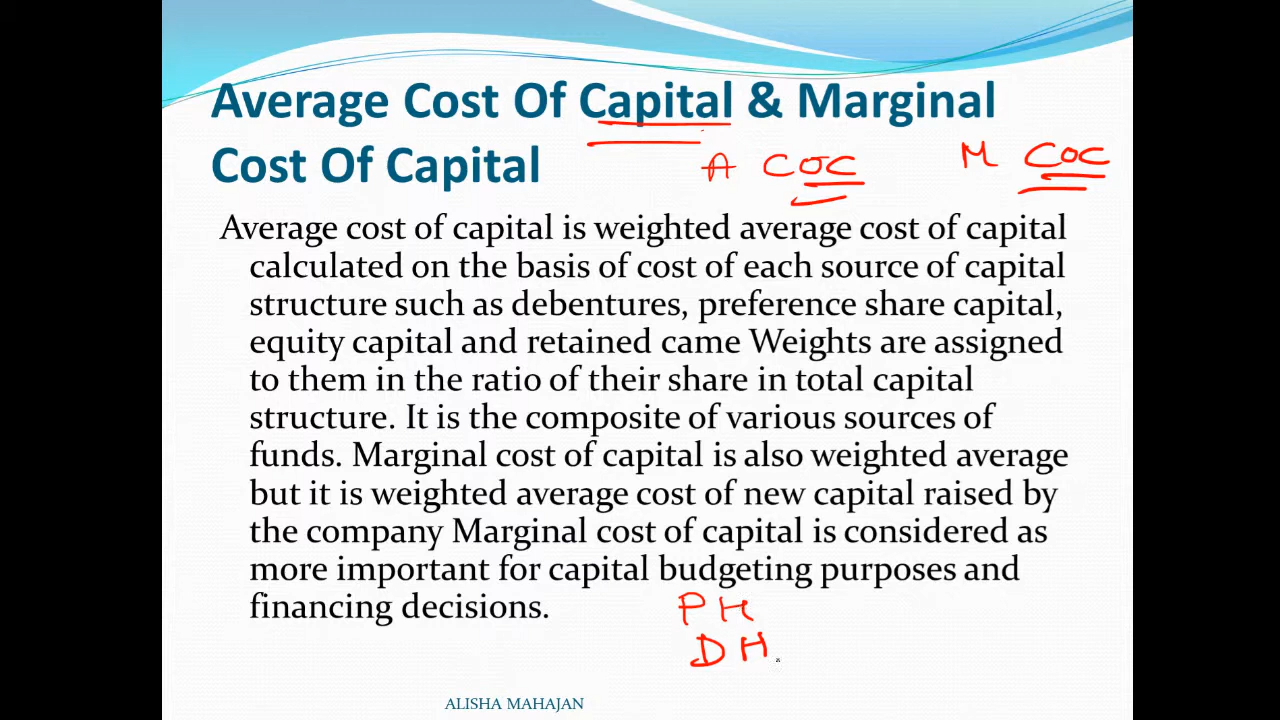 Average Cost Of Capital & Marginal
Cost Of Capital
A COC
M COC
Average cost of capital is weighted average cost of capital
calculated on the basis of cost of each source of capital
structure such as debentures, preference share capital,
equity capital and retained came Weights are assigned
to them in the ratio of their share in total capital
structure. It is the composite of various sources of
funds. Marginal cost of capital is also weighted average
but it is weighted average cost of new capital raised by
the company Marginal cost of capital is considered as
more important for capital budgeting purposes and
financing decisions.
PH
DH
ALISHA MAHAJAN